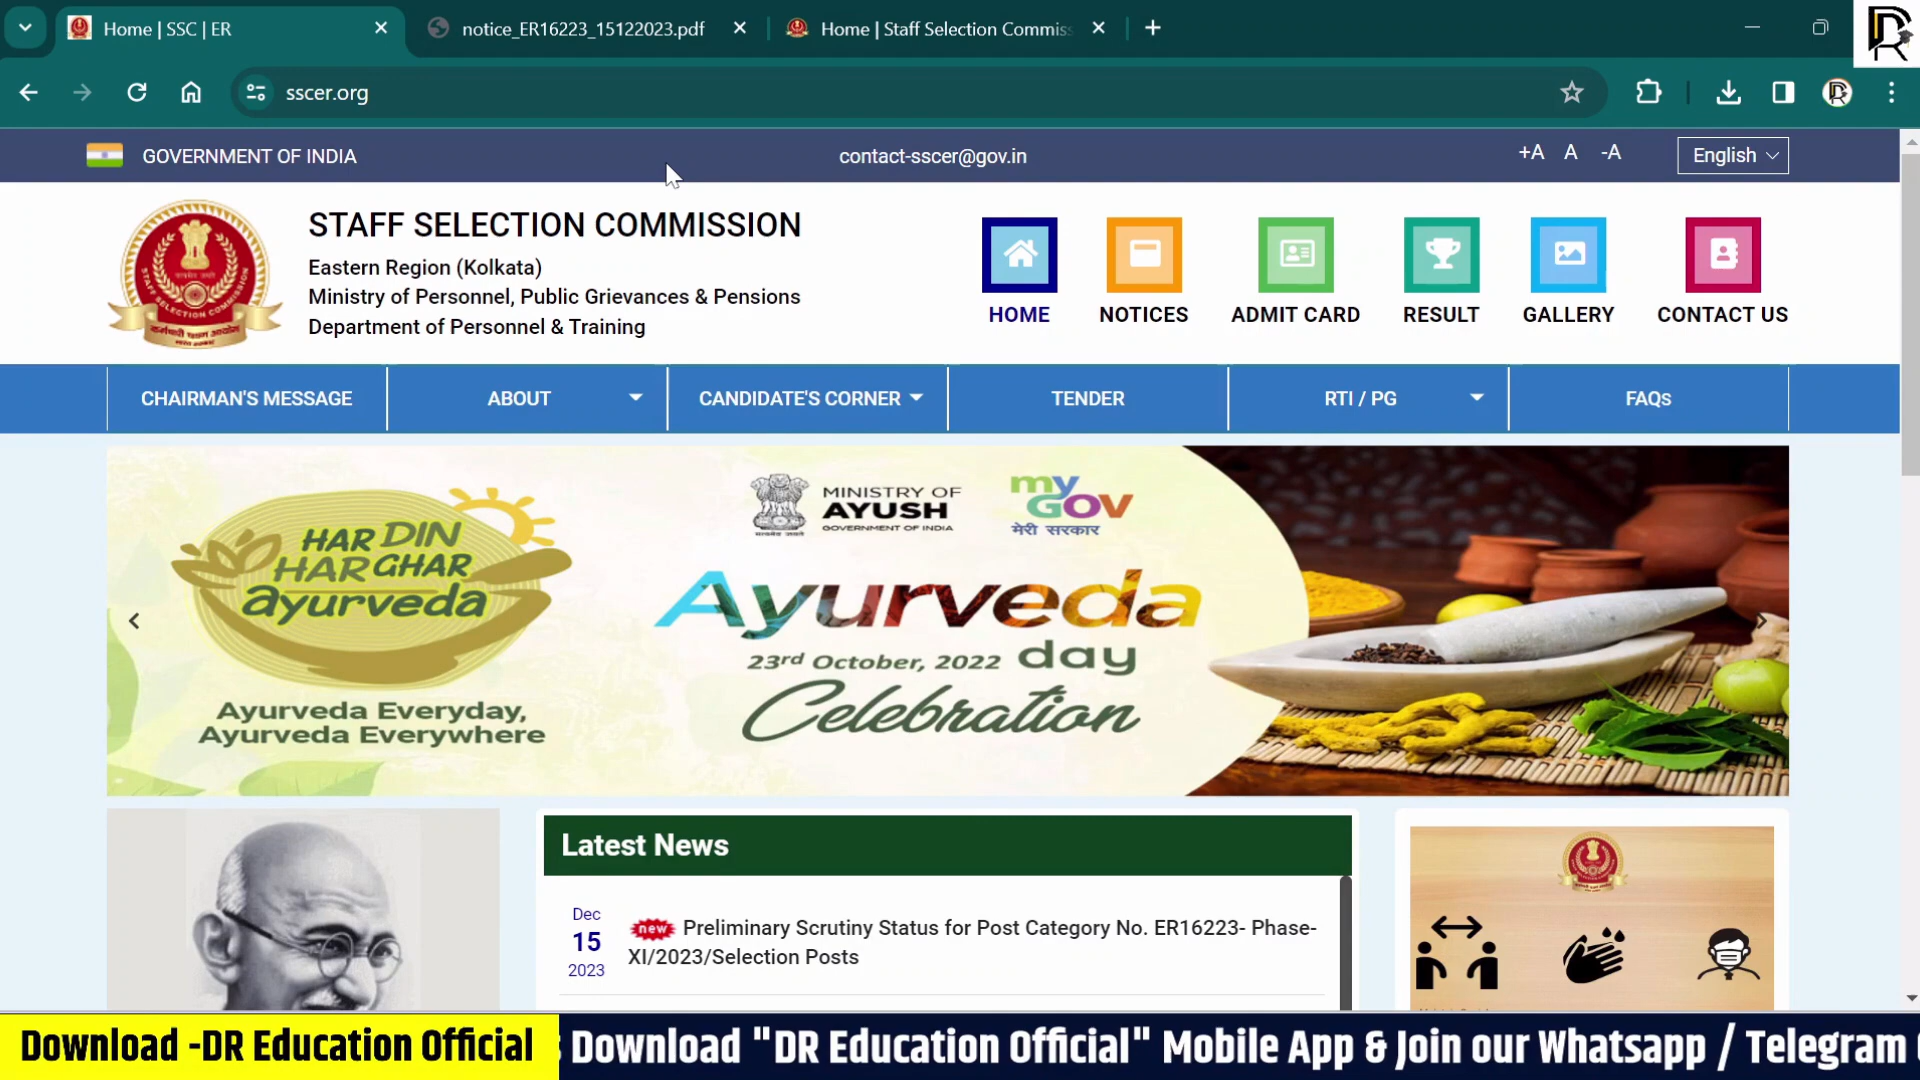 Home | SSC | ER
notice_ER16223_15122023.pdf
Home | Staff Selection Commiss
sscer.org
GOVERNMENT OF INDIA
contact-sscer@gov.in
+A A -A
English
STAFF SELECTION COMMISSION
Eastern Region (Kolkata)
Ministry of Personnel, Public Grievances & Pensions
Department of Personnel & Training
HOME
NOTICES
ADMIT CARD
RESULT
GALLERY
CONTACT US
CHAIRMAN'S MESSAGE
ABOUT
CANDIDATE'S CORNER
TENDER
RTI / PG
FAQs
HAR DIN
HAR GHAR
ayurveda
Ayurveda Everyday,
Ayurveda Everywhere
MINISTRY OF
AYUSH
GOVERNMENT OF INDIA
my
GOV
मेरी सरकार
Ayurveda
23rd October, 2022 day
Celebration
Latest News
Dec
15
2023
new Preliminary Scrutiny Status for Post Category No. ER16223- Phase-
XI/2023/Selection Posts
Download -DR Education Official
Download "DR Education Official" Mobile App & Join our Whatsapp / Telegram